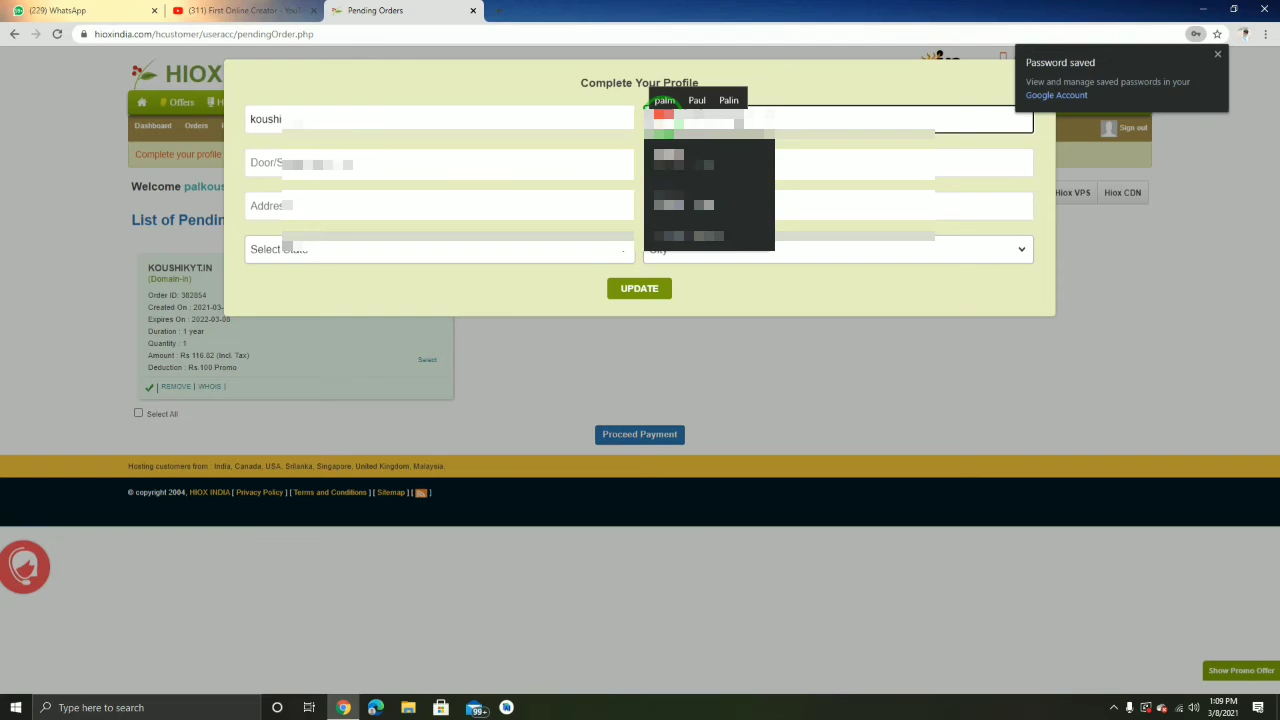 (29) WhatsApp
(311) First Online Creator - YouTube
Pending Orders
hioxindia.com/hcustomer/useracc/pendingOrder.php
HIOX
Offers
Dashboard
Orders
Sign out
Password saved
View and manage saved passwords in your
Google Account
Complete Your Profile
palm Paul Palin
koushi
Complete your profile
Welcome palkous
Hiox VPS
Hiox CDN
List of Pendin
Select State
City
UPDATE
KOUSHIKYT.IN
(Domain-in)
Order ID: 382854
Created On : 2021-03-
Expires On : 2022-03-08
Duration : 1 year
Quantity : 1
Amount : Rs 116.82 (Incl. Tax)
Deduction : Rs.100 Promo
Select
REMOVE | WHOIS |
Select All
Proceed Payment
Hosting customers from : India, Canada, USA, Srilanka, Singapore, United Kingdom, Malaysia.
© copyright 2004, HIOX INDIA [ Privacy Policy ] [ Terms and Conditions ] [ Sitemap ] [ ]
Show Promo Offer
Type here to search
99+
1:09 PM
3/8/2021